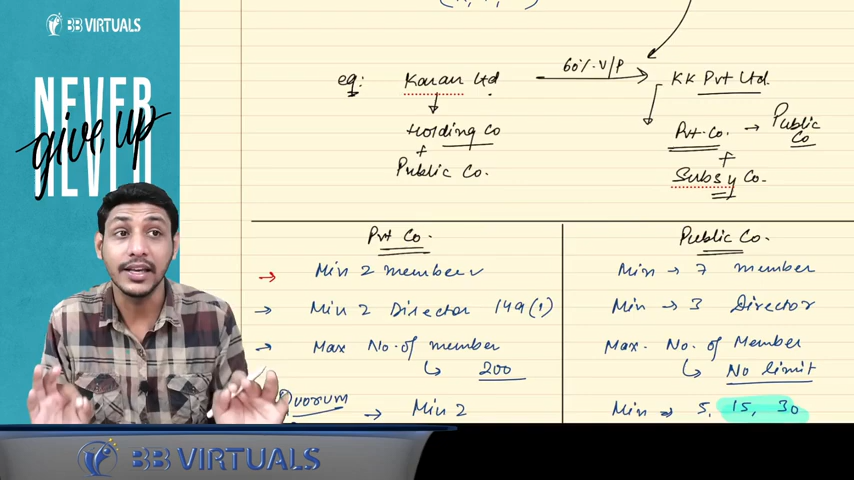 BB VIRTUALS
NEVER
give up
NEVER
eg: Karan Ltd 60% V/P KK Pvt Ltd.
Holding Co
+
Public Co.
Pvt. Co. → Public Co
+
Subsy Co.
Pvt Co.
→ Min 2 member
→ Min 2 Director 149(1)
→ Max No. of member
↳ 200
Quorum → Min 2
Public Co.
Min → 7 member
Min → 3 Director
Max. No. of Member
↳ No limit
Min → 5, 15, 30
BB VIRTUALS